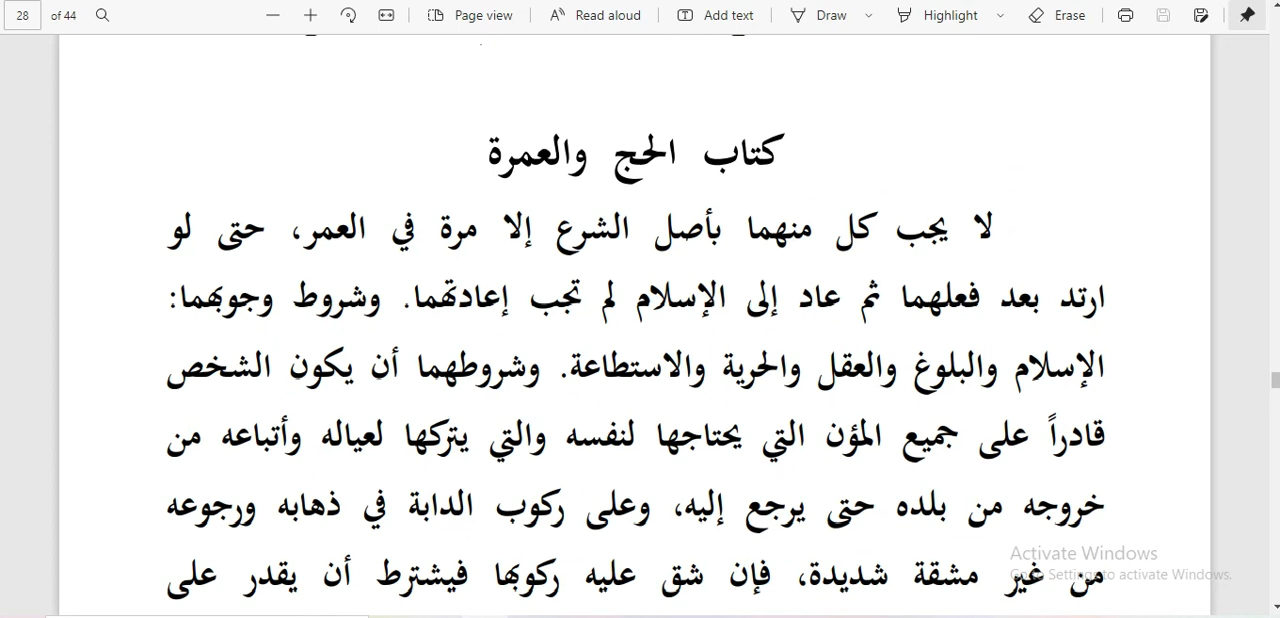 28 of 44 Page view Read aloud Add text Draw Highlight Erase
كتاب الحج والعمرة
لا يجب كل منهما بأصل الشرع إلا مرة في العمر، حتى لو
ارتد بعد فعلهما ثم عاد إلى الإسلام لم تجب إعادتهما. وشروط وجوبهما:
الإسلام والبلوغ والعقل والحرية والاستطاعة. وشروطهما أن يكون الشخص
قادراً على جميع المؤن التي يحتاجها لنفسه والتي يتركها لعياله وأتباعه من
خروجه من بلده حتى يرجع إليه، وعلى ركوب الدابة في ذهابه ورجوعه
من غير مشقة شديدة، فإن شق عليه ركوبها فيشترط أن يقدر على
Activate Windows
Go to Settings to activate Windows.